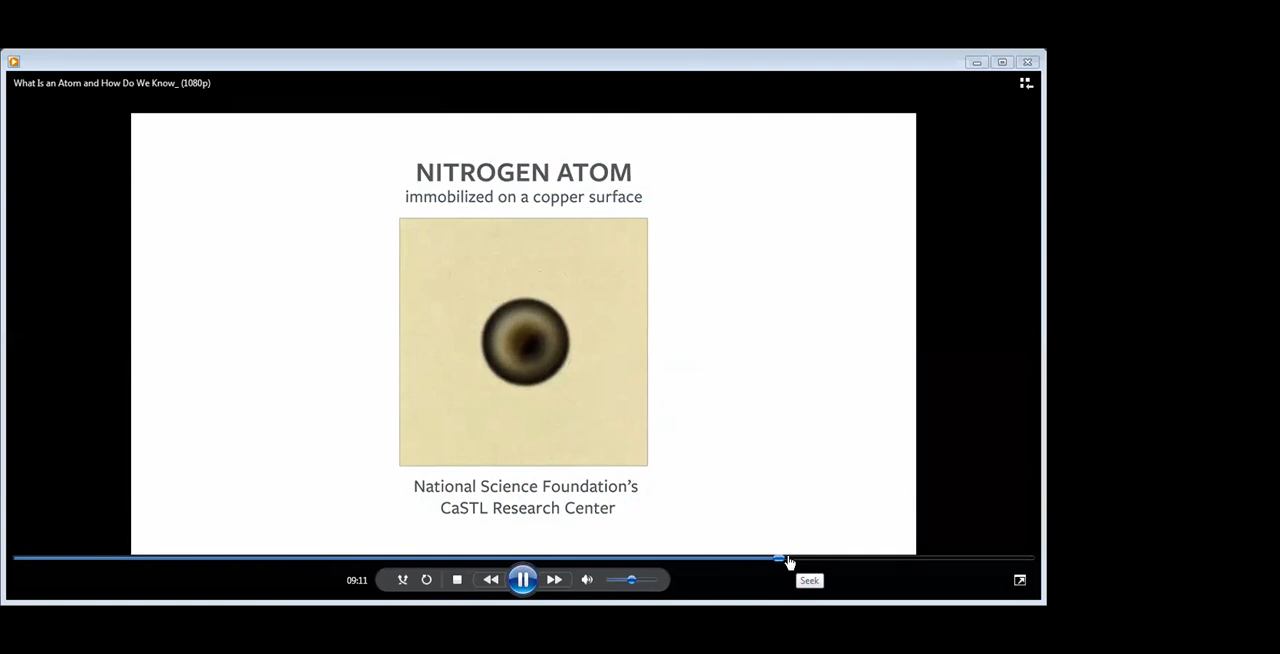 What Is an Atom and How Do We Know_ (1080p)
NITROGEN ATOM
immobilized on a copper surface
National Science Foundation's
CaSTL Research Center
09:11
Seek